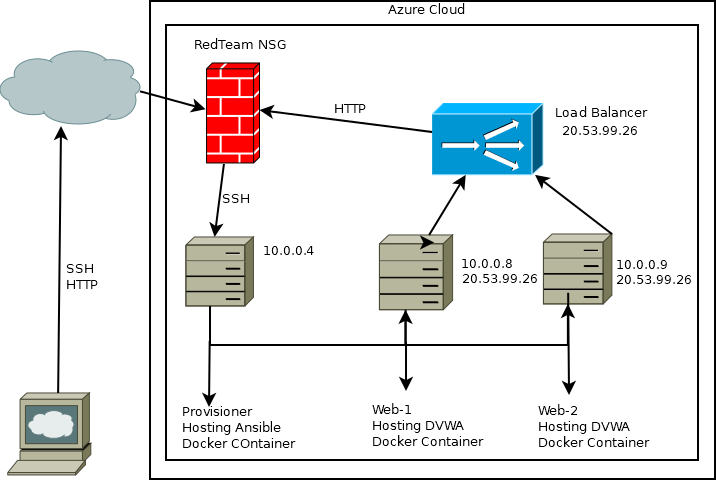 Azure Cloud
RedTeam NSG
HTTP
Load Balancer
20.53.99.26
SSH
10.0.0.4
10.0.0.8
20.53.99.26
10.0.0.9
20.53.99.26
SSH
HTTP
Provisioner
Hosting Ansible
Docker COntainer
Web-1
Hosting DVWA
Docker Container
Web-2
Hosting DVWA
Docker Container